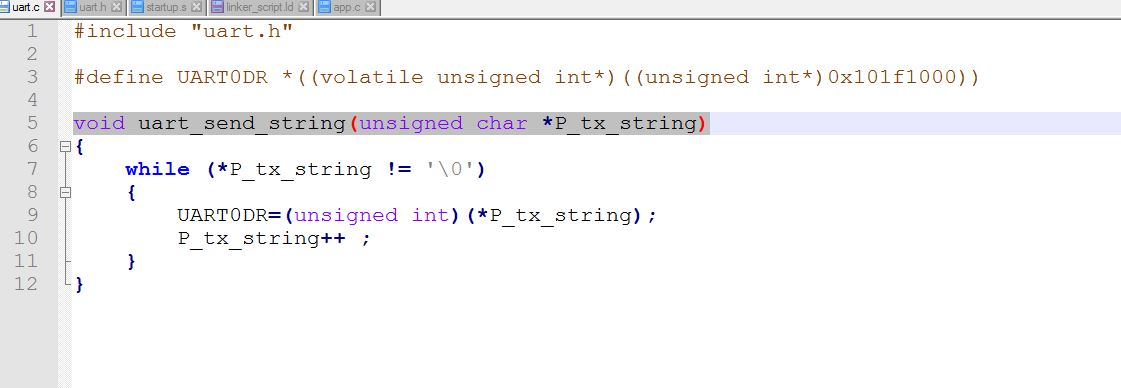 uart.c uart.h startup.s linker_script.ld app.c
1 #include "uart.h"
2
3 #define UART0DR *((volatile unsigned int*)((unsigned int*)0x101f1000))
4
5 void uart_send_string(unsigned char *P_tx_string)
6 {
7 while (*P_tx_string != '\0')
8 {
9 UART0DR=(unsigned int)(*P_tx_string);
10 P_tx_string++ ;
11 }
12 }